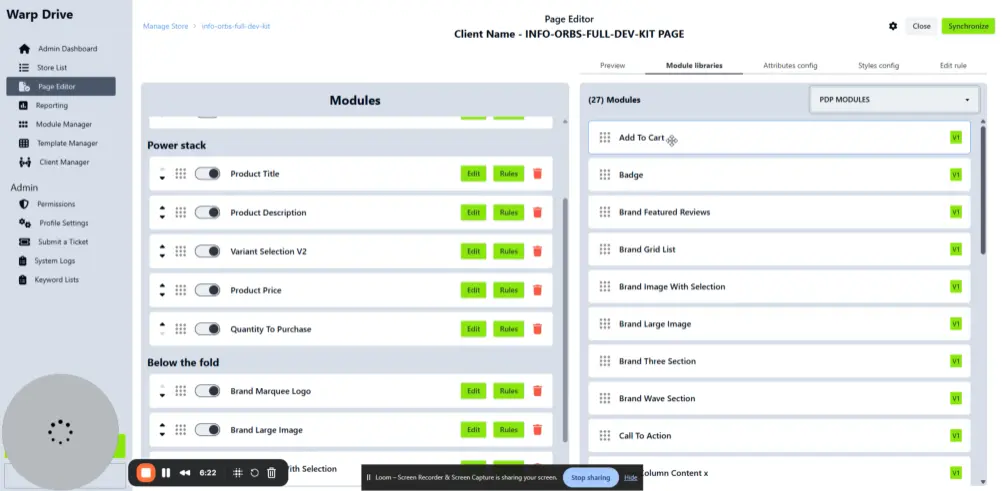 Warp Drive
Admin Dashboard
Store List
Page Editor
Reporting
Module Manager
Template Manager
Client Manager
Admin
Permissions
Profile Settings
Submit a Ticket
System Logs
Keyword Lists
Manage Store > info-orbs-full-dev-kit
Page Editor
Client Name - INFO-ORBS-FULL-DEV-KIT PAGE
Close
Synchronize
Preview
Module libraries
Attributes config
Styles config
Edit rule
Modules
Power stack
Product Title Edit Rules
Product Description Edit Rules
Variant Selection V2 Edit Rules
Product Price Edit Rules
Quantity To Purchase Edit Rules
Below the fold
Brand Marquee Logo Edit Rules
Brand Large Image Edit Rules
With Selection
(27) Modules
PDP MODULES
Add To Cart V1
Badge V1
Brand Featured Reviews V1
Brand Grid List V1
Brand Image With Selection V1
Brand Large Image V1
Brand Three Section V1
Brand Wave Section V1
Call To Action V1
Column Content x V1
6:22
Loom – Screen Recorder & Screen Capture is sharing your screen.
Stop sharing
Hide